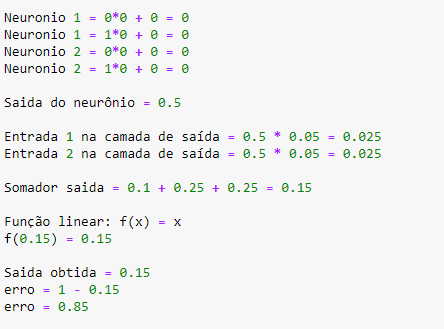 Neuronio 1 = 0*0 + 0 = 0
Neuronio 1 = 1*0 + 0 = 0
Neuronio 2 = 0*0 + 0 = 0
Neuronio 2 = 1*0 + 0 = 0
Saida do neurônio = 0.5
Entrada 1 na camada de saída = 0.5 * 0.05 = 0.025
Entrada 2 na camada de saída = 0.5 * 0.05 = 0.025
Somador saida = 0.1 + 0.25 + 0.25 = 0.15
Função linear: f(x) = x
f(0.15) = 0.15
Saida obtida = 0.15
erro = 1 - 0.15
erro = 0.85